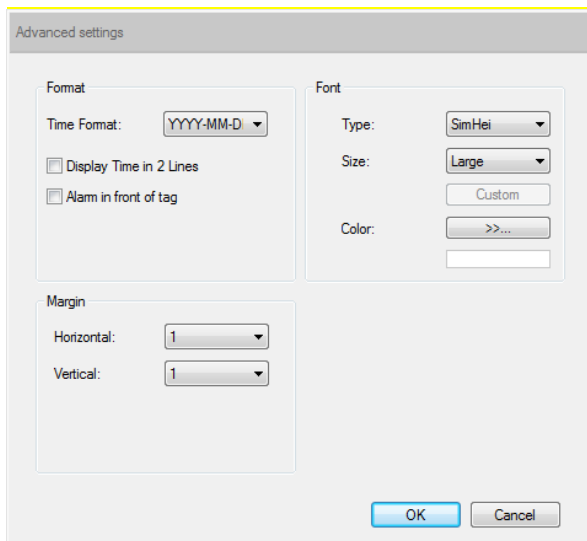 Advanced settings
Format
Time Format: YYYY-MM-D
Display Time in 2 Lines
Alarm in front of tag
Font
Type: SimHei
Size: Large
Custom
Color: >>...
Margin
Horizontal: 1
Vertical: 1
OK Cancel